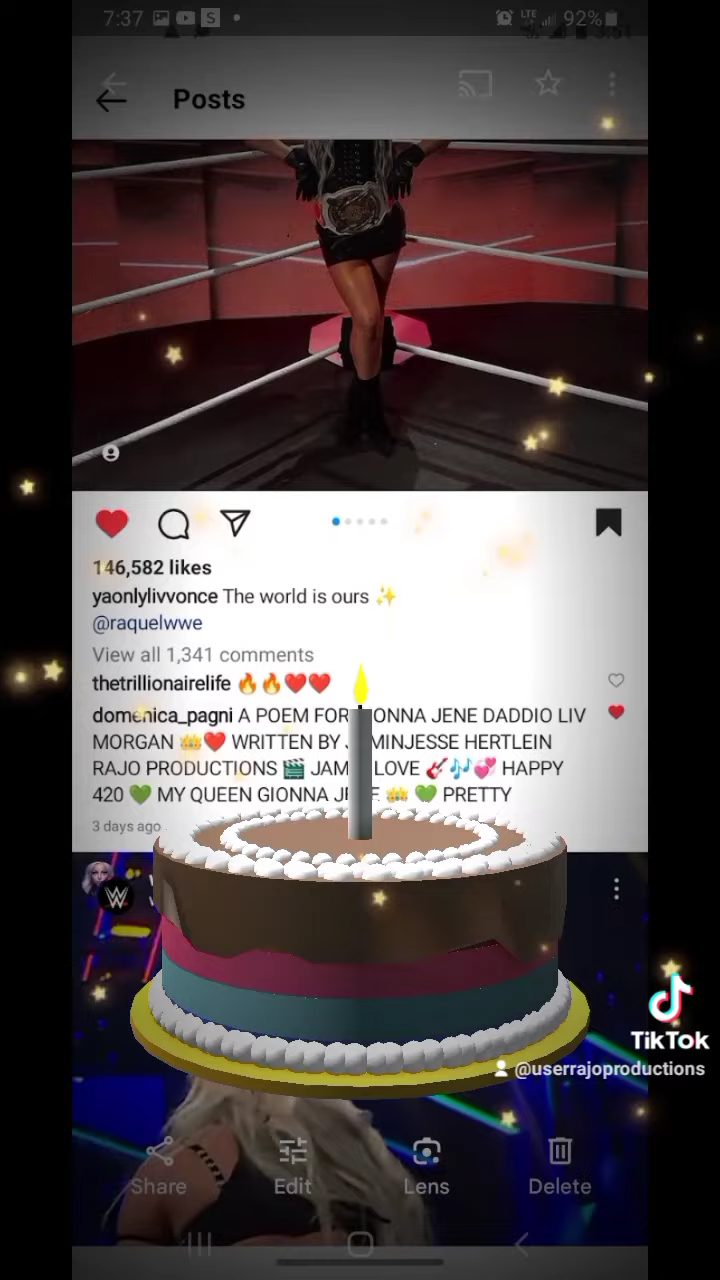 7:37 S LTE 92%
Posts
146,582 likes
yaonlylivvonce The world is ours ✨
@raquelwwe
View all 1,341 comments
thetrillionairelife 🔥🔥❤️❤️
domenica_pagni A POEM FOR IONNA JENE DADDIO LIV
MORGAN 👑❤️ WRITTEN BY MINJESSE HERTLEIN
RAJO PRODUCTIONS 🎬 JAM LOVE 🎸🎶💞 HAPPY
420 💚 MY QUEEN GIONNA 👑 💚 PRETTY
3 days ago
W
TikTok
@userrajoproductions
Share Edit Lens Delete